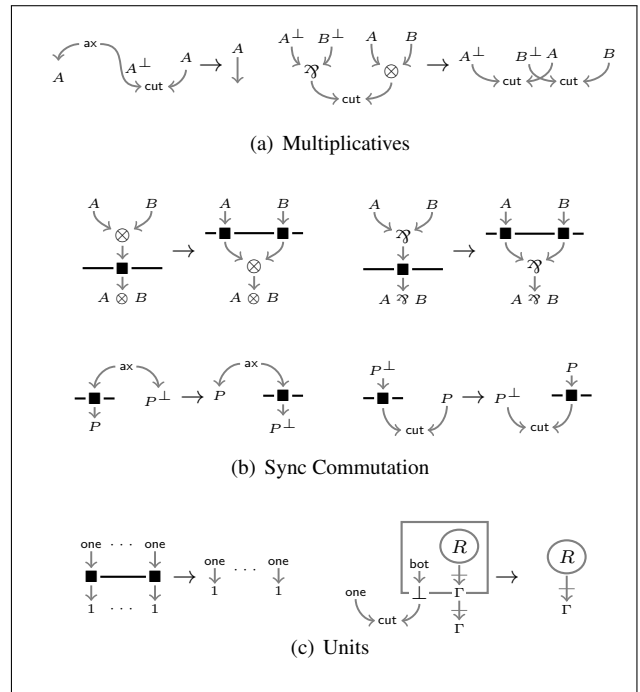 ax
A A⊥ A → A
cut
A⊥ B⊥ A B
⅋ ⊗ → A⊥ B⊥ A B
cut cut cut
(a) Multiplicatives
A B A B A B A B
⊗ → ⅋ →
⊗ ⅋
A ⊗ B A ⊗ B A ⅋ B A ⅋ B
ax ax P⊥ P
P⊥ → P P → P⊥
P P⊥ cut cut
(b) Sync Commutation
one · · · one → one · · · one
1 · · · 1 1 1
bot R → R
one ⊥ Γ Γ
cut Γ
(c) Units